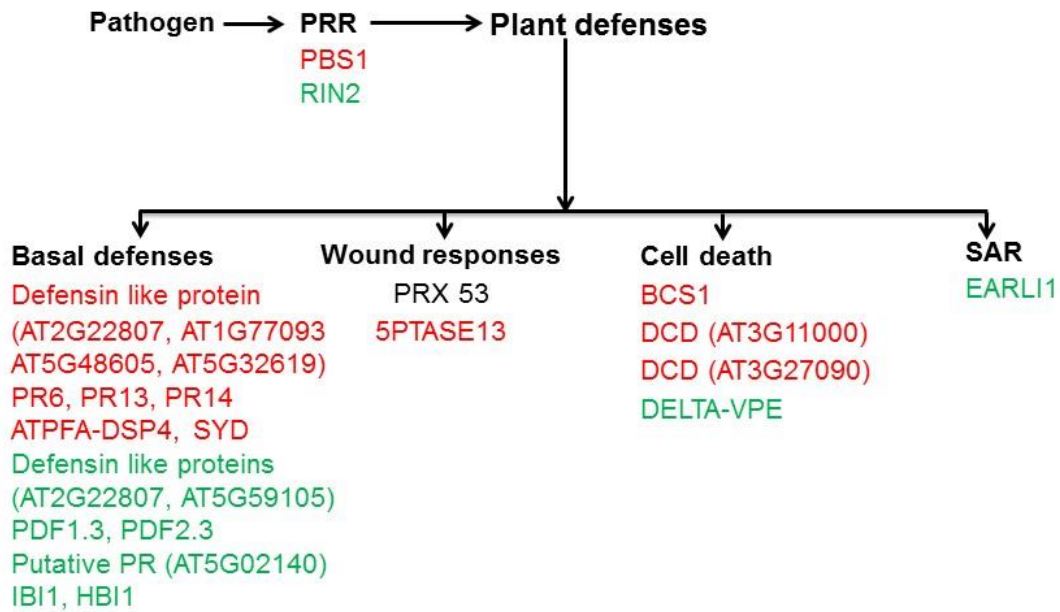 Pathogen PRR Plant defenses
PBS1
RIN2
Basal defenses
Defensin like protein
(AT2G22807, AT1G77093
AT5G48605, AT5G32619)
PR6, PR13, PR14
ATPFA-DSP4, SYD
Defensin like proteins
(AT2G22807, AT5G59105)
PDF1.3, PDF2.3
Putative PR (AT5G02140)
IBI1, HBI1
Wound responses
PRX 53
5PTASE13
Cell death
BCS1
DCD (AT3G11000)
DCD (AT3G27090)
DELTA-VPE
SAR
EARLI1